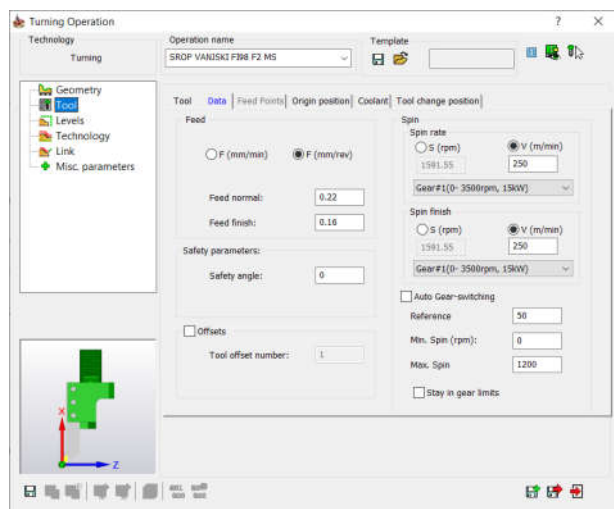 Turning Operation
Technology
Turning
Operation name
SROP VANJSKI FI98 F2 MS
Template
Geometry
Tool
Levels
Technology
Link
Misc. parameters
Tool Data Feed Points Origin position Coolant Tool change position
Feed
F (mm/min) F (mm/rev)
Feed normal: 0.22
Feed finish: 0.16
Safety parameters:
Safety angle: 0
Offsets
Tool offset number: 1
Spin
Spin rate
S (rpm) V (m/min)
1591.55 250
Gear#1(0- 3500rpm, 15kW)
Spin finish
S (rpm) V (m/min)
1591.55 250
Gear#1(0- 3500rpm, 15kW)
Auto Gear-switching
Reference 50
Min. Spin (rpm): 0
Max. Spin 1200
Stay in gear limits
X
Z